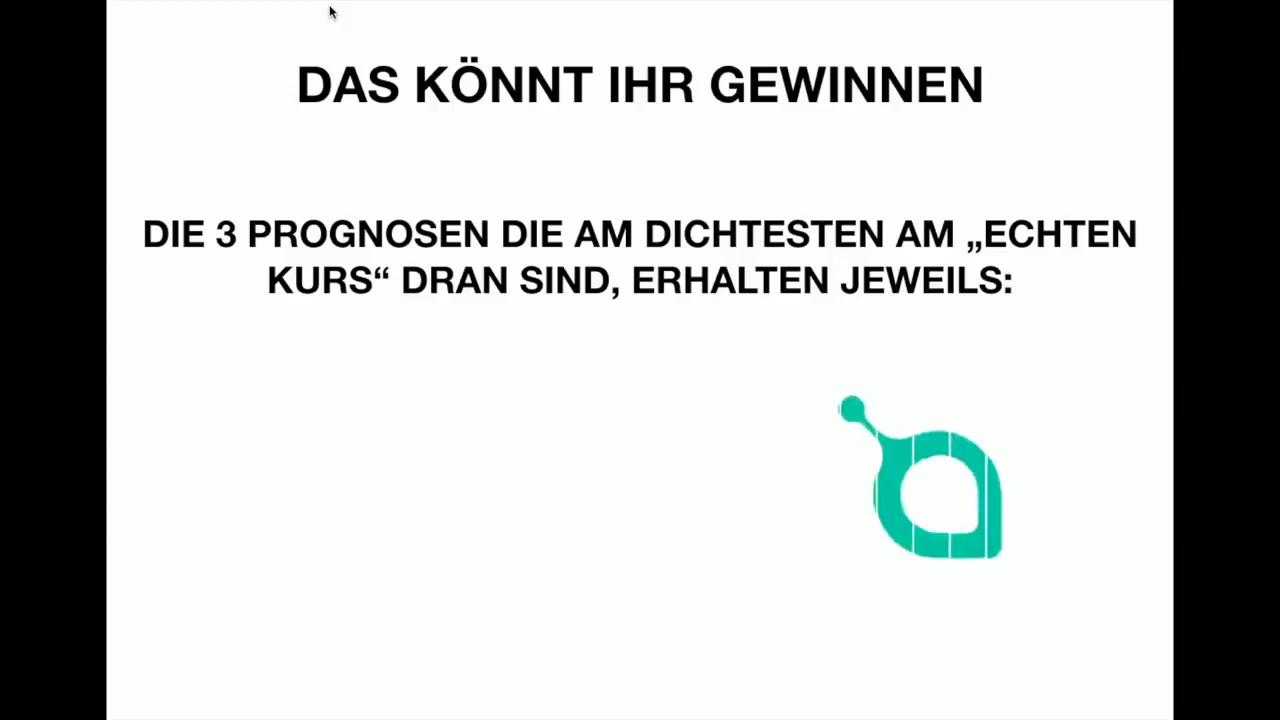 DAS KÖNNT IHR GEWINNEN
DIE 3 PROGNOSEN DIE AM DICHTESTEN AM „ECHTEN
KURS“ DRAN SIND, ERHALTEN JEWEILS: